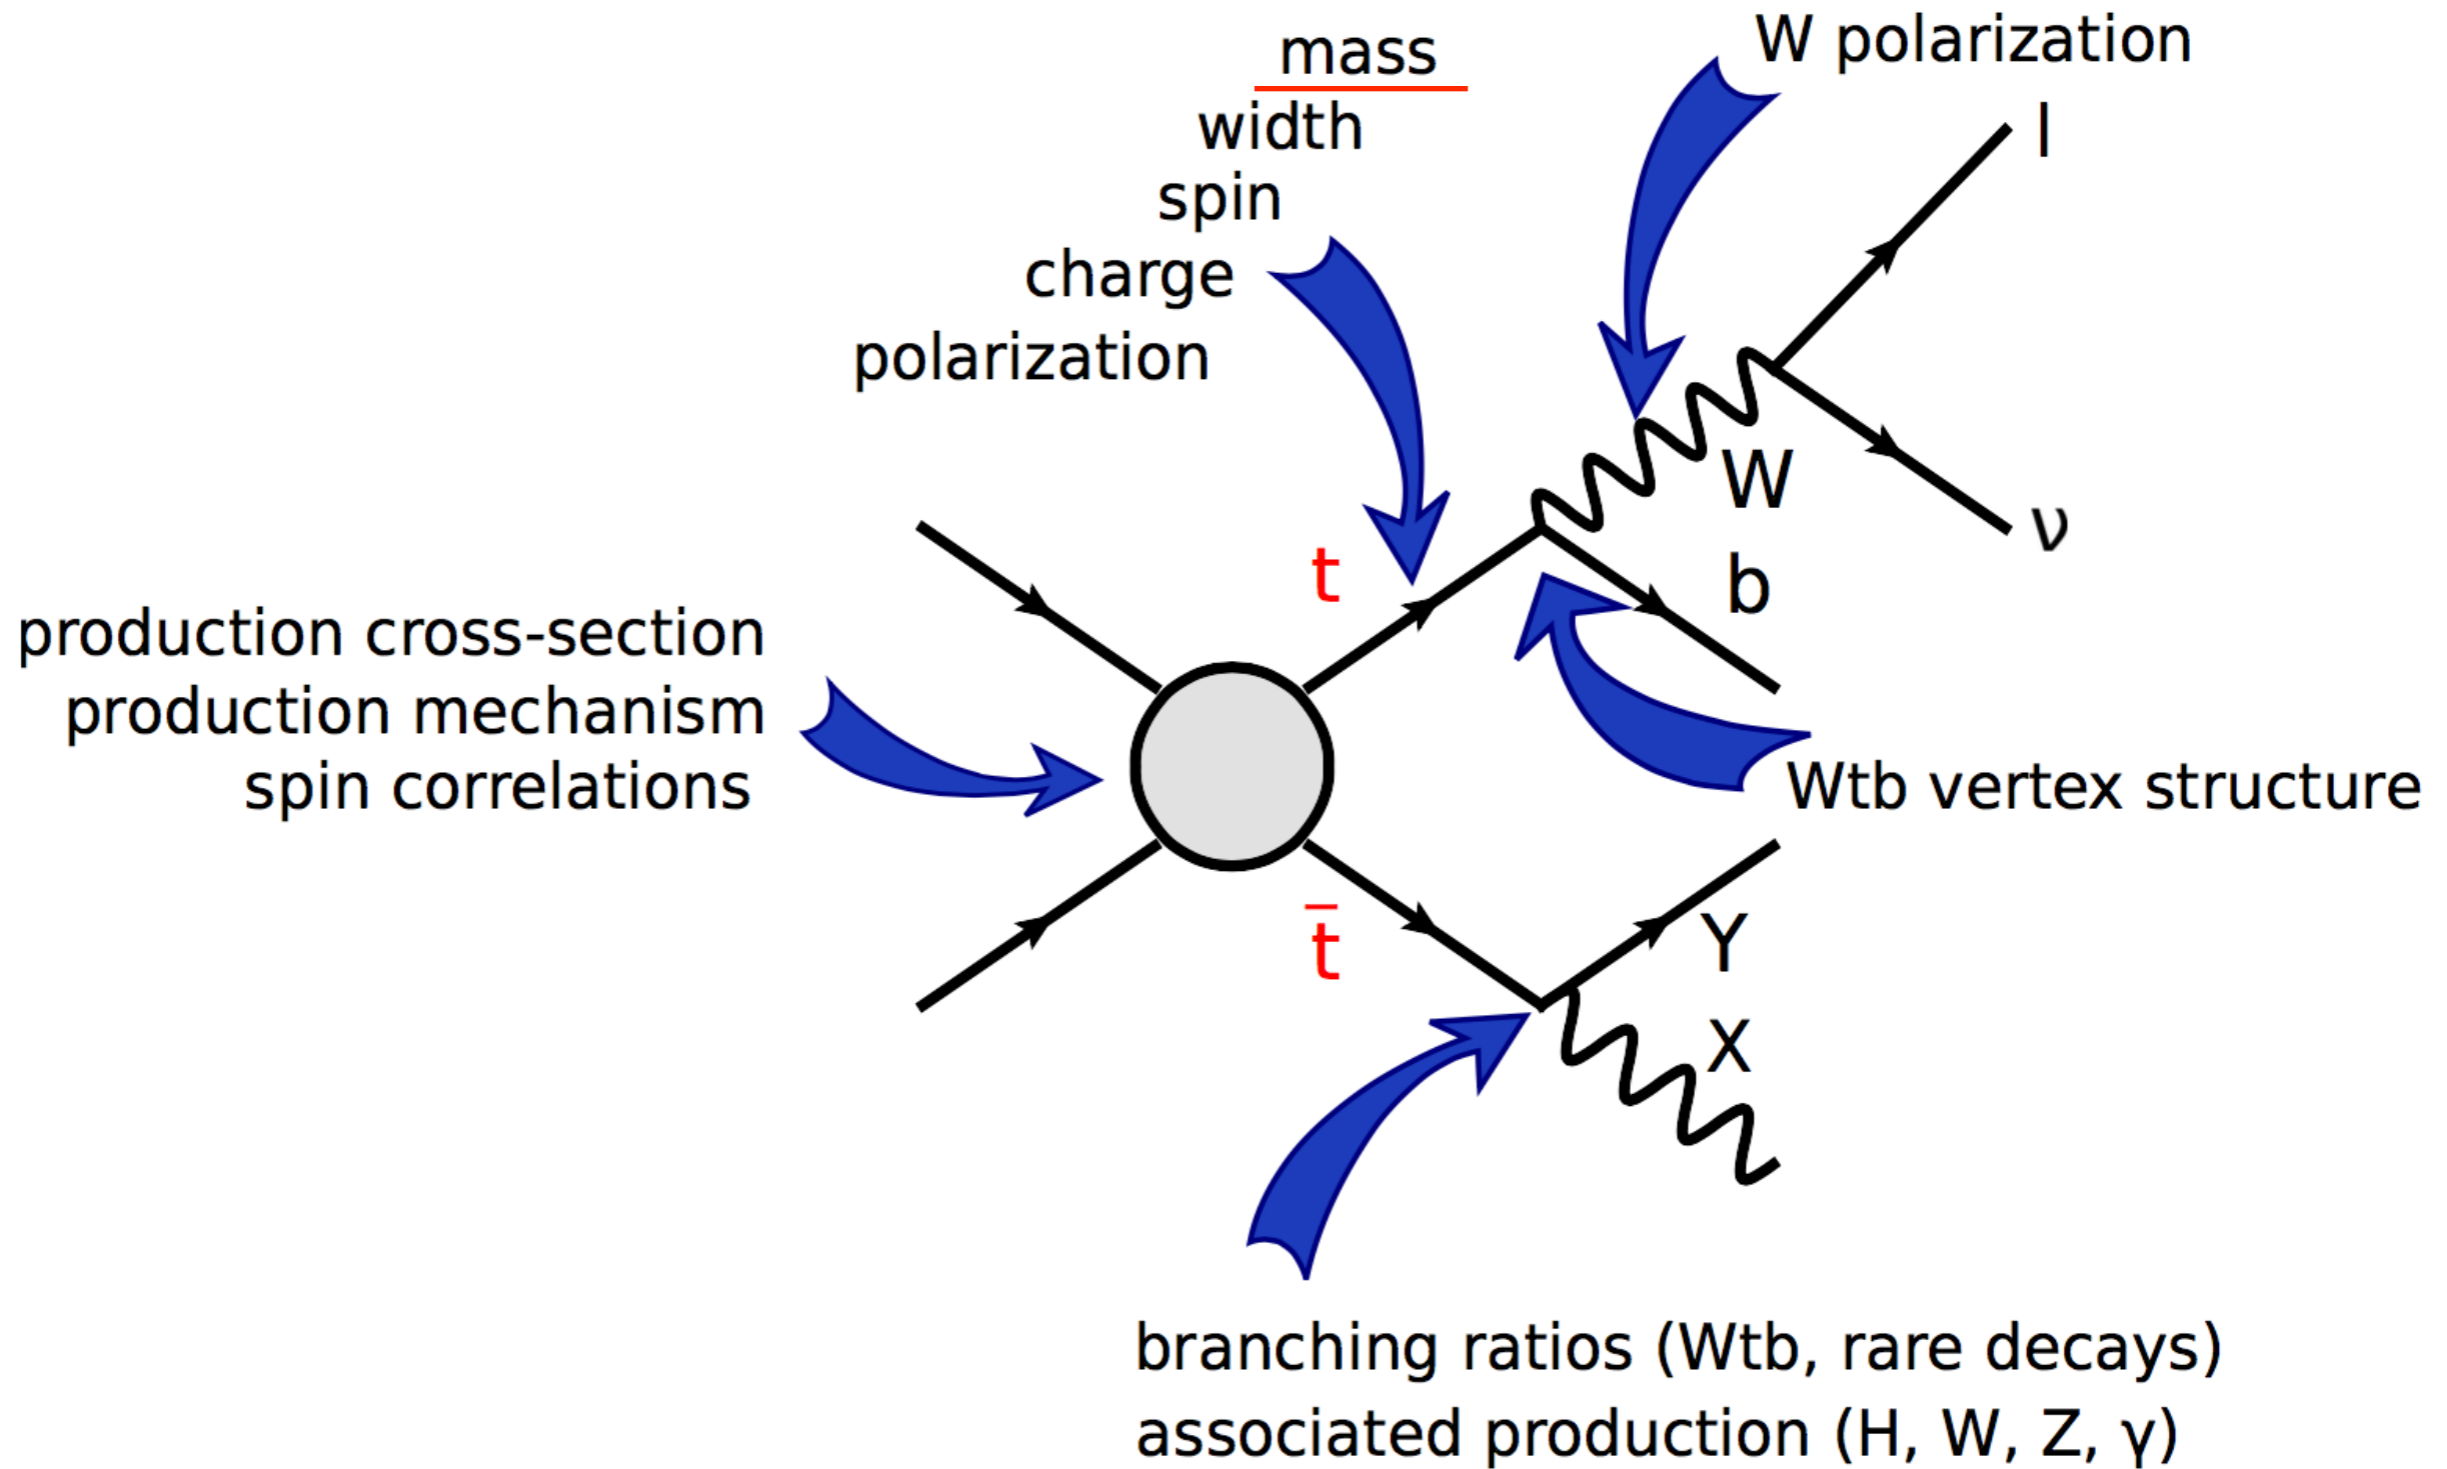 mass
width
spin
charge
polarization
W polarization
l
ν
W
b
t
production cross-section
production mechanism
spin correlations
Wtb vertex structure
t̅
Y
X
branching ratios (Wtb, rare decays)
associated production (H, W, Z, γ)